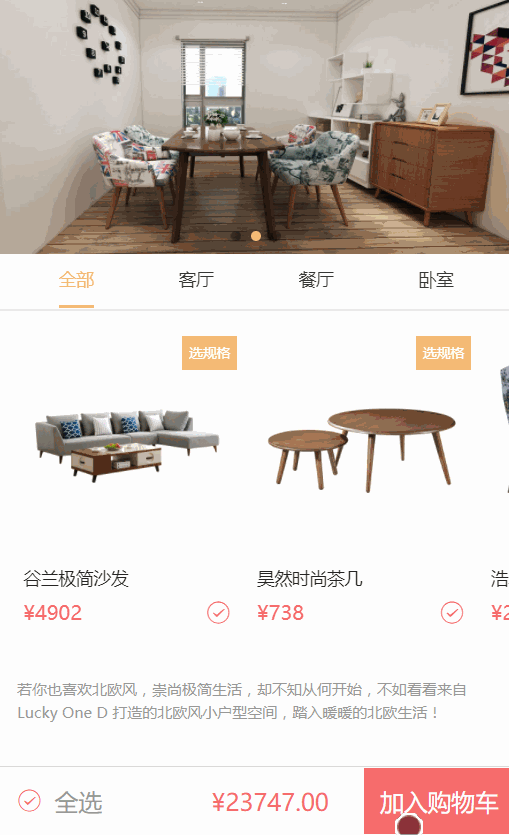 全部 客厅 餐厅 卧室
选规格 选规格
谷兰极简沙发 昊然时尚茶几 浩
¥4902 ¥738
若你也喜欢北欧风，崇尚极简生活，却不知从何开始，不如看看来自
Lucky One D 打造的北欧风小户型空间，踏入暖暖的北欧生活！
全选 ¥23747.00 加入购物车